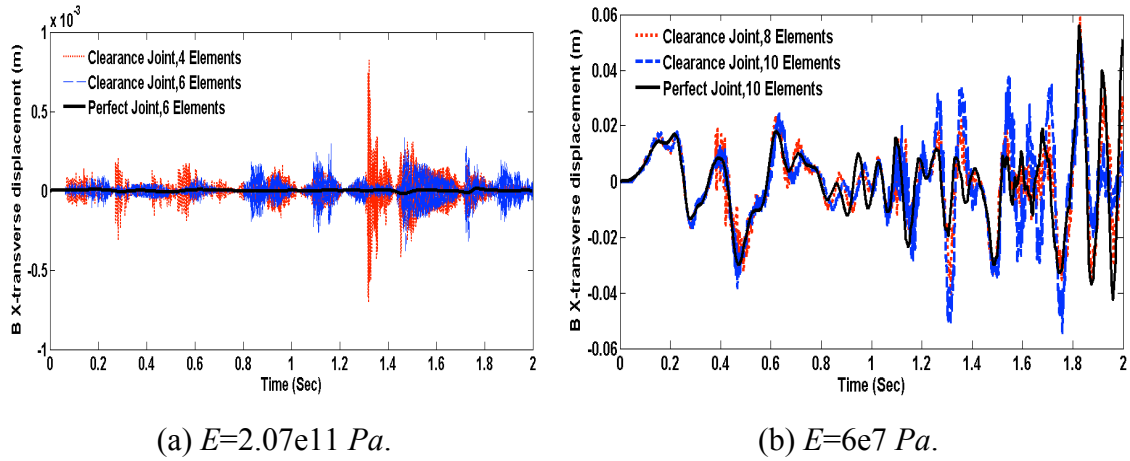 1 x 10⁻³
B X-transverse displacement (m)
Clearance Joint,4 Elements
Clearance Joint,6 Elements
Perfect Joint,6 Elements
0.5
0
-0.5
-1
0 0.2 0.4 0.6 0.8 1 1.2 1.4 1.6 1.8 2
Time (Sec)
(a) E=2.07e11 Pa.
0.06
B X-transverse displacement (m)
Clearance Joint,8 Elements
Clearance Joint,10 Elements
Perfect Joint,10 Elements
0.04
0.02
0
-0.02
-0.04
-0.06
0 0.2 0.4 0.6 0.8 1 1.2 1.4 1.6 1.8 2
Time (Sec)
(b) E=6e7 Pa.